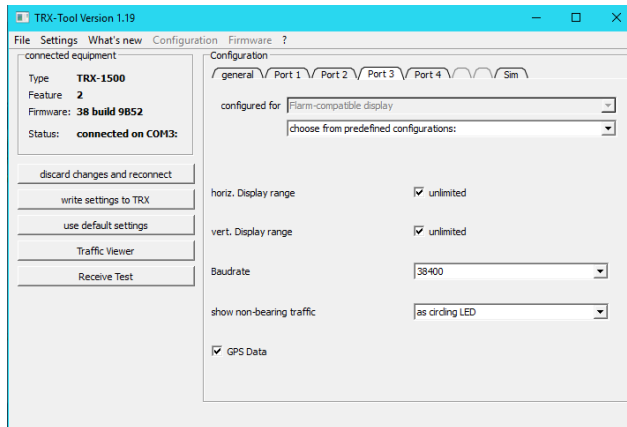 TRX-Tool Version 1.19
File Settings What's new Configuration Firmware ?
connected equipment
Type TRX-1500
Feature 2
Firmware: 38 build 9B52
Status: connected on COM3:
discard changes and reconnect
write settings to TRX
use default settings
Traffic Viewer
Receive Test
Configuration
general Port 1 Port 2 Port 3 Port 4 Sim
configured for Flarm-compatible display
choose from predefined configurations:
horiz. Display range unlimited
vert. Display range unlimited
Baudrate 38400
show non-bearing traffic as circling LED
GPS Data